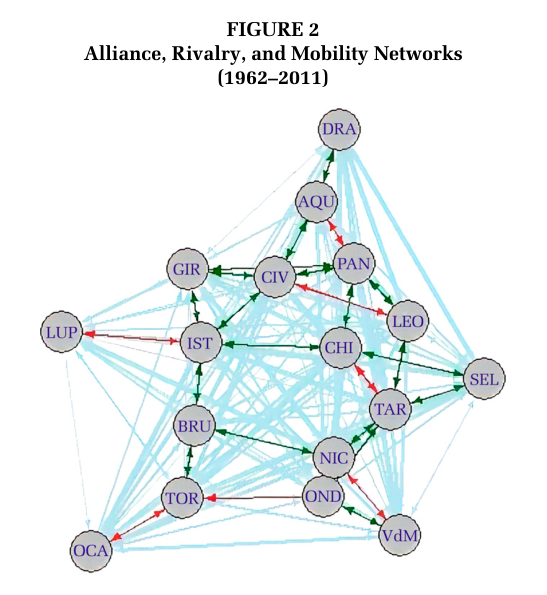 FIGURE 2
Alliance, Rivalry, and Mobility Networks
(1962–2011)
DRA
AQU
PAN
GIR
CIV
LEO
LUP
IST
CHI
SEL
TAR
BRU
NIC
TOR
OND
VdM
OCA